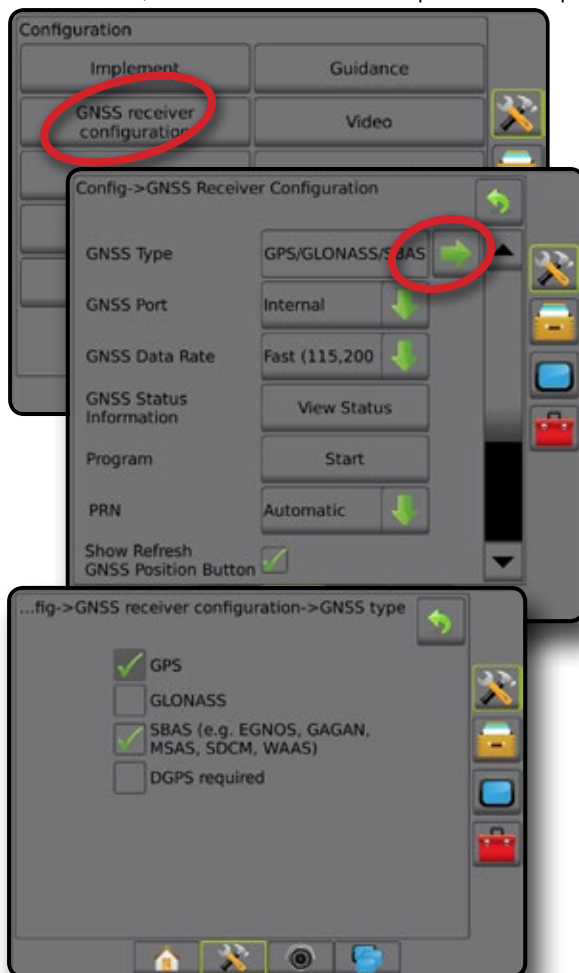 Configuration
Implement
Guidance
GNSS receiver
configuration
Video
Config->GNSS Receiver Configuration
GNSS Type
GPS/GLONASS/SBAS
GNSS Port
Internal
GNSS Data Rate
Fast (115,200
GNSS Status
Information
View Status
Program
Start
PRN
Automatic
Show Refresh
GNSS Position Button
...fig->GNSS receiver configuration->GNSS type
GPS
GLONASS
SBAS (e.g. EGNOS, GAGAN,
MSAS, SDCM, WAAS)
DGPS required